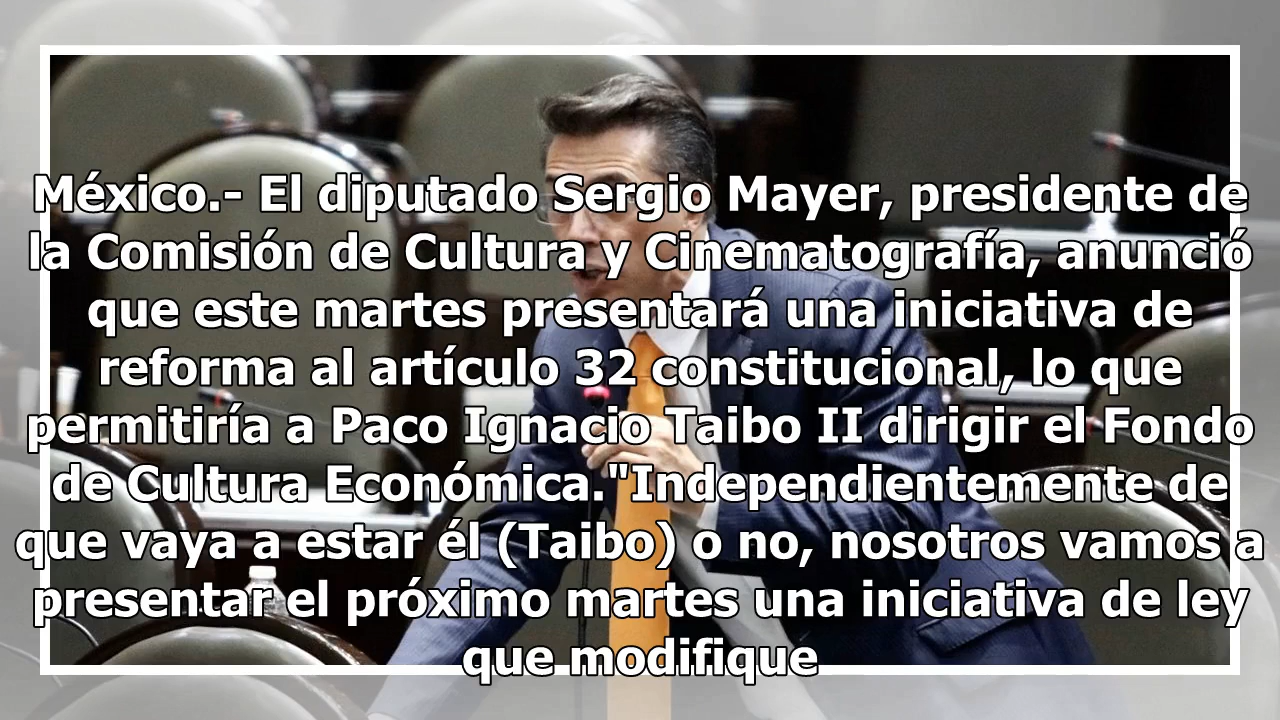 México.- El diputado Sergio Mayer, presidente de
la Comisión de Cultura y Cinematografía, anunció
que este martes presentará una iniciativa de
reforma al artículo 32 constitucional, lo que
permitiría a Paco Ignacio Taibo II dirigir el Fondo
de Cultura Económica."Independientemente de
que vaya a estar él (Taibo) o no, nosotros vamos a
presentar el próximo martes una iniciativa de ley
que modifique